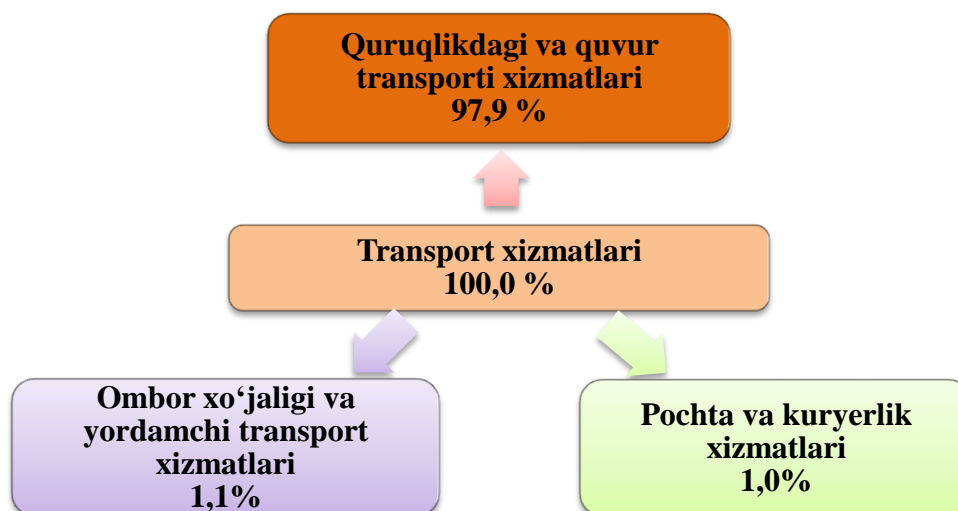 Quruqlikdagi va quvur
transporti xizmatlari
97,9 %
Transport xizmatlari
100,0 %
Ombor xo‘jaligi va
yordamchi transport
xizmatlari
1,1%
Pochta va kuryerlik
xizmatlari
1,0%